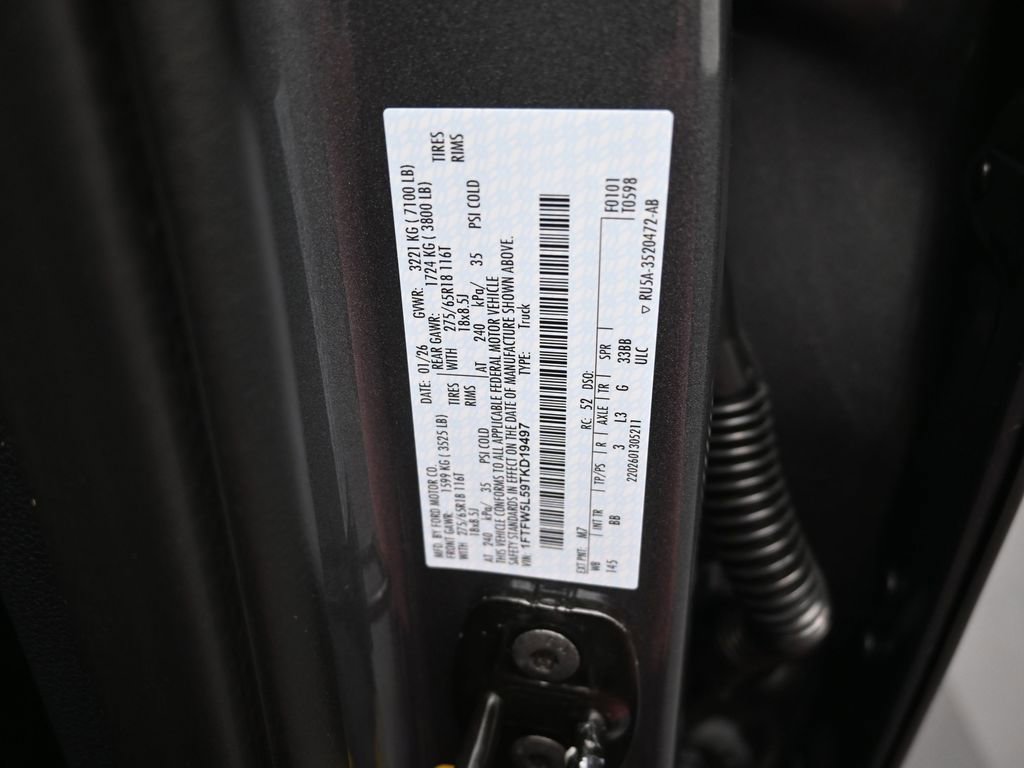 MFD. BY FORD MOTOR CO.
DATE: 01/26 GVWR: 3221 KG ( 7100 LB)
FRONT GAWR: 1599 KG ( 3525 LB) REAR GAWR: 1724 KG ( 3800 LB)
WITH 275/65R18 116T TIRES WITH 275/65R18 116T TIRES
18x8.5J RIMS 18x8.5J RIMS
AT 240 kPa/ 35 PSI COLD AT 240 kPa/ 35 PSI COLD
THIS VEHICLE CONFORMS TO ALL APPLICABLE FEDERAL MOTOR VEHICLE
SAFETY STANDARDS IN EFFECT ON THE DATE OF MANUFACTURE SHOWN ABOVE.
VIN: 1FTFW5L59TKD19497 TYPE: Truck
EXT PNT: M7 RC: 52 DSO:
WB INT TR TP/PS R AXLE TR SPR F0101
145 BB 3 L3 G 33BB T0598
ULC
2202601305211 ▽ RU5A-3520472-AB